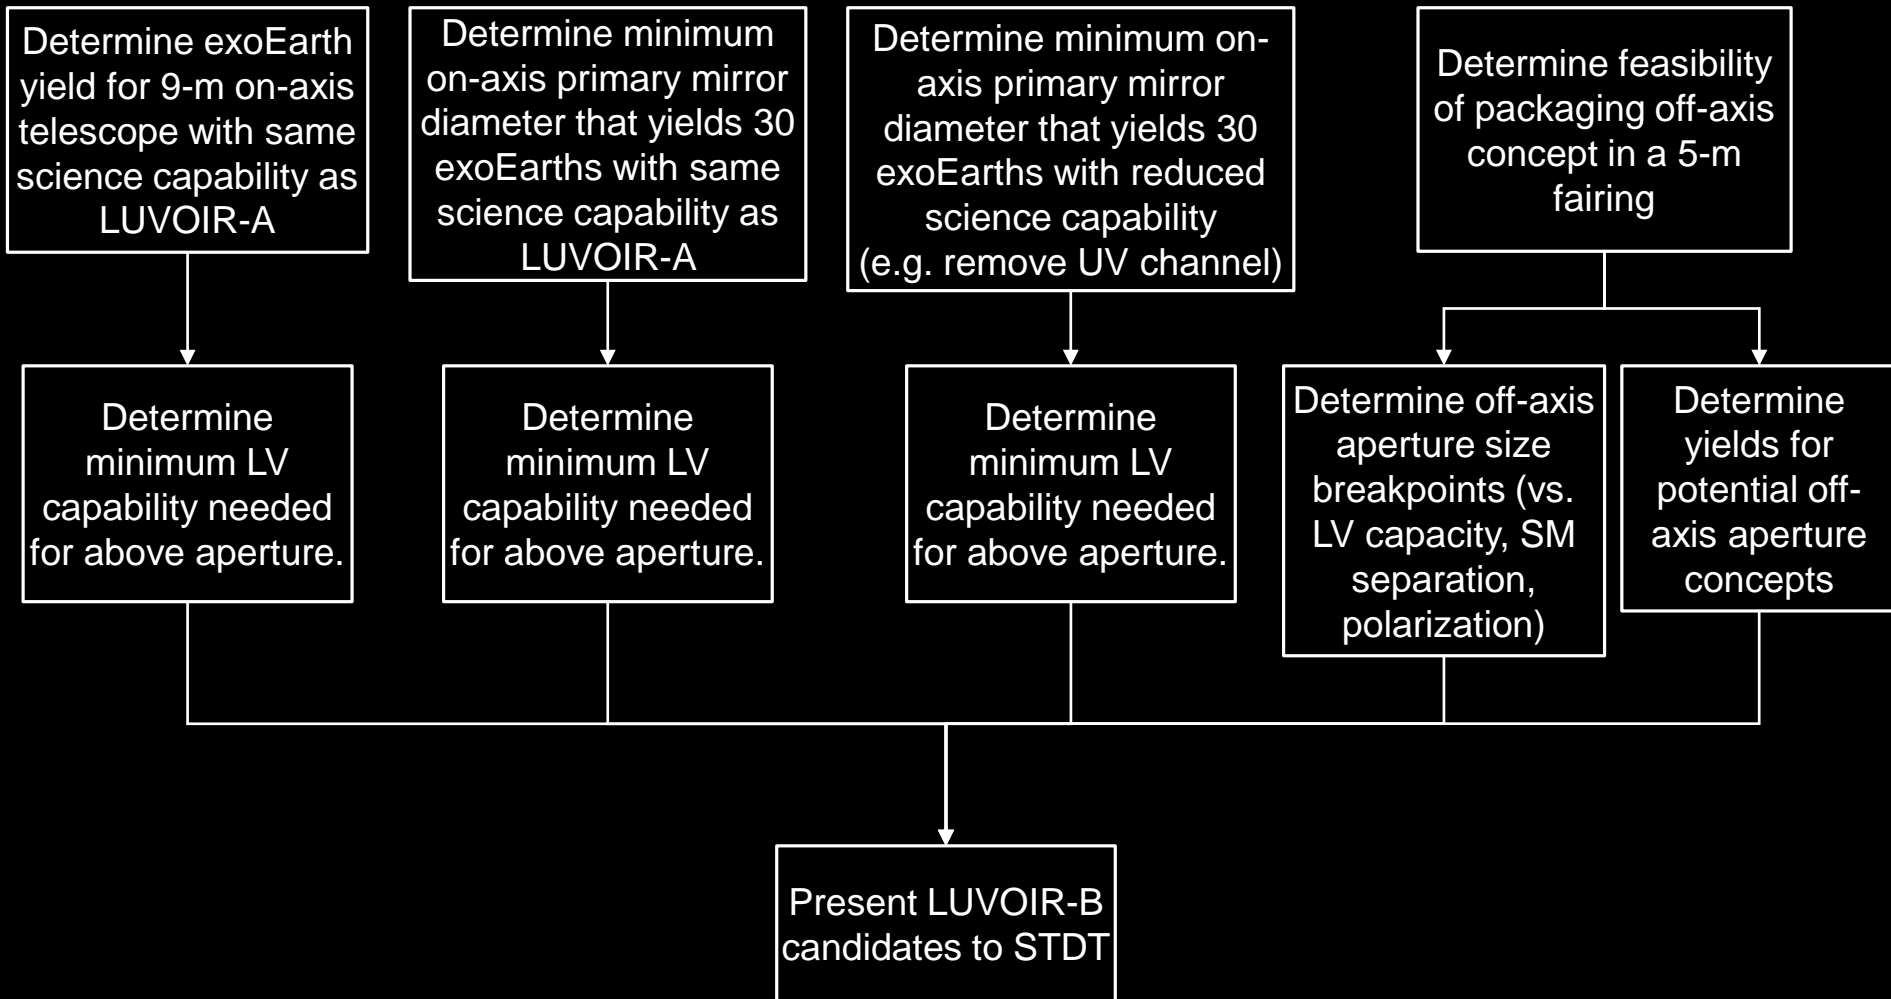 Determine exoEarth
yield for 9-m on-axis
telescope with same
science capability as
LUVOIR-A
Determine minimum
on-axis primary mirror
diameter that yields 30
exoEarths with same
science capability as
LUVOIR-A
Determine minimum on-
axis primary mirror
diameter that yields 30
exoEarths with reduced
science capability
(e.g. remove UV channel)
Determine feasibility
of packaging off-axis
concept in a 5-m
fairing
Determine
minimum LV
capability needed
for above aperture.
Determine
minimum LV
capability needed
for above aperture.
Determine
minimum LV
capability needed
for above aperture.
Determine off-axis
aperture size
breakpoints (vs.
LV capacity, SM
separation,
polarization)
Determine
yields for
potential off-
axis aperture
concepts
Present LUVOIR-B
candidates to STDT